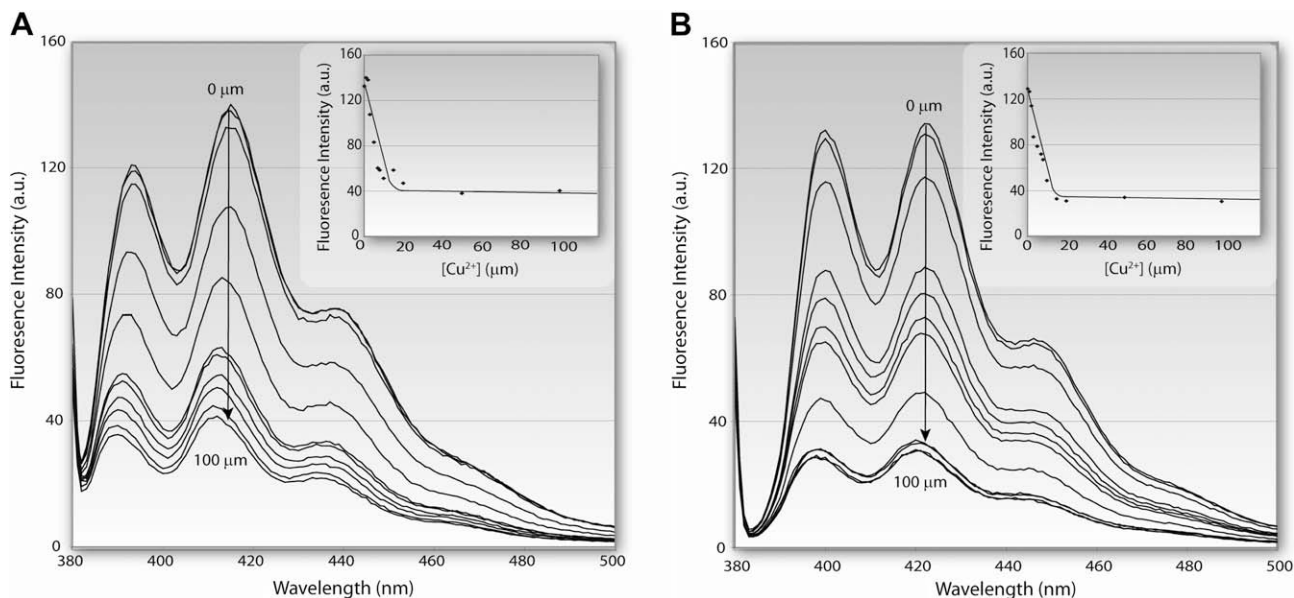 A
160
120
80
40
0
Fluoresence Intensity (a.u.)
380 400 420 440 460 480 500
Wavelength (nm)
0 μm
100 μm
160
120
80
40
0
Fluoresence Intensity (a.u.)
0 20 40 60 80 100
[Cu²⁺] (μm)
B
160
120
80
40
0
Fluoresence Intensity (a.u.)
380 400 420 440 460 480 500
Wavelength (nm)
0 μm
100 μm
160
120
80
40
0
Fluoresence Intensity (a.u.)
0 20 40 60 80 100
[Cu²⁺] (μm)